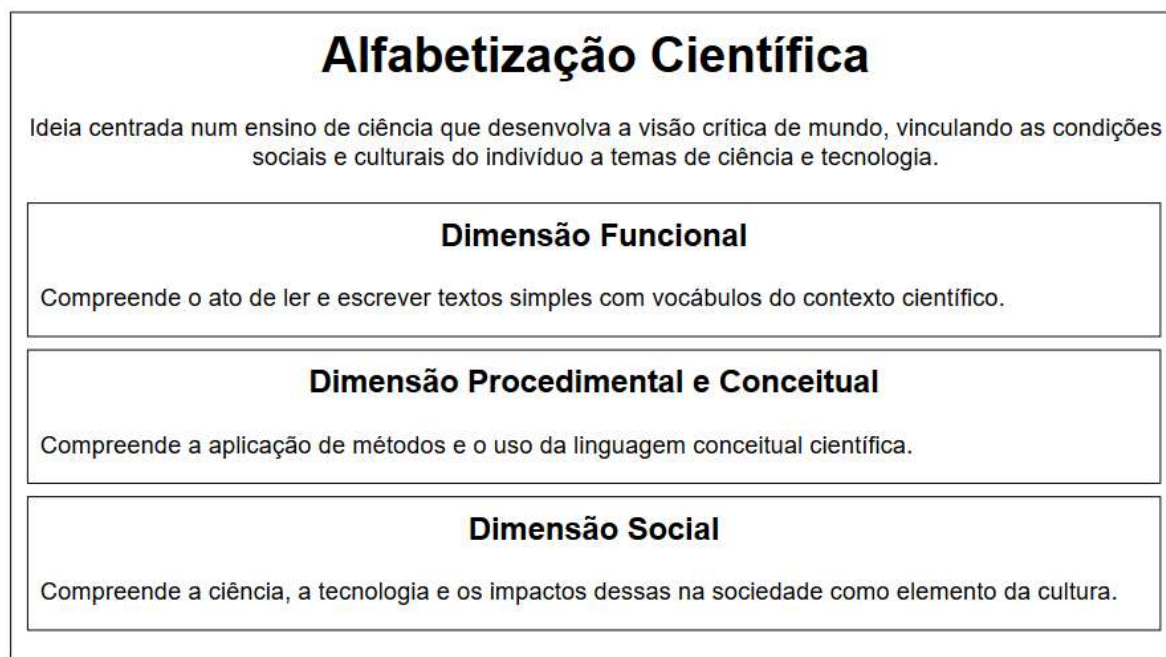 Alfabetização Científica
Ideia centrada num ensino de ciência que desenvolva a visão crítica de mundo, vinculando as condições
sociais e culturais do indivíduo a temas de ciência e tecnologia.
Dimensão Funcional
Compreende o ato de ler e escrever textos simples com vocábulos do contexto científico.
Dimensão Procedimental e Conceitual
Compreende a aplicação de métodos e o uso da linguagem conceitual científica.
Dimensão Social
Compreende a ciência, a tecnologia e os impactos dessas na sociedade como elemento da cultura.